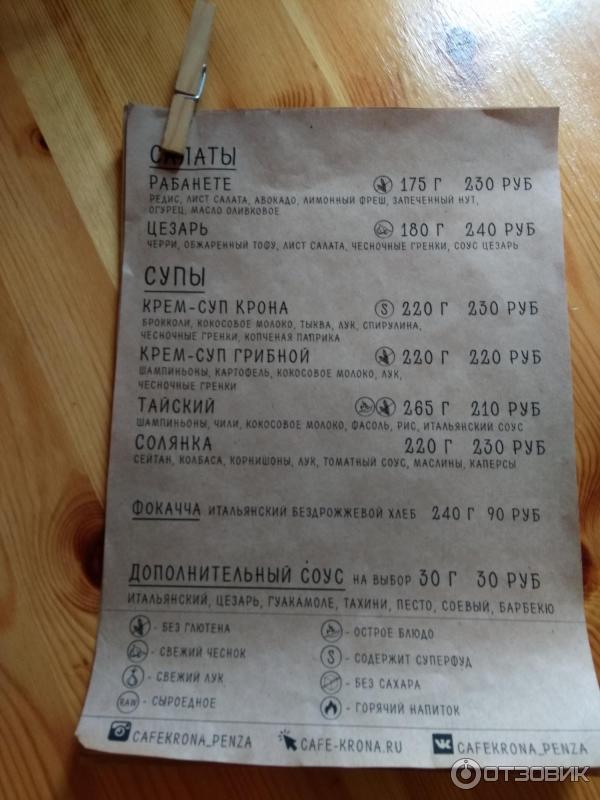 САЛАТЫ
РАБАНЕТЕ 175 Г 230 РУБ
РЕДИС, ЛИСТ САЛАТА, АВОКАДО, ЛИМОННЫЙ ФРЕШ, ЗАПЕЧЕННЫЙ НУТ,
ОГУРЕЦ, МАСЛО ОЛИВКОВОЕ
ЦЕЗАРЬ 180 Г 240 РУБ
ЧЕРРИ, ОБЖАРЕННЫЙ ТОФУ, ЛИСТ САЛАТА, ЧЕСНОЧНЫЕ ГРЕНКИ, СОУС ЦЕЗАРЬ
СУПЫ
КРЕМ-СУП КРОНА S 220 Г 230 РУБ
БРОККОЛИ, КОКОСОВОЕ МОЛОКО, ТЫКВА, ЛУК, СПИРУЛИНА,
ЧЕСНОЧНЫЕ ГРЕНКИ, КОПЧЕНАЯ ПАПРИКА
КРЕМ-СУП ГРИБНОЙ 220 Г 220 РУБ
ШАМПИНЬОНЫ, КАРТОФЕЛЬ, КОКОСОВОЕ МОЛОКО, ЛУК,
ЧЕСНОЧНЫЕ ГРЕНКИ
ТАЙСКИЙ 265 Г 210 РУБ
ШАМПИНЬОНЫ, ЧИЛИ, КОКОСОВОЕ МОЛОКО, ФАСОЛЬ, РИС, ИТАЛЬЯНСКИЙ СОУС
СОЛЯНКА 220 Г 230 РУБ
СЕЙТАН, КОЛБАСА, КОРНИШОНЫ, ЛУК, ТОМАТНЫЙ СОУС, МАСЛИНЫ, КАПЕРСЫ
ФОКАЧЧА ИТАЛЬЯНСКИЙ БЕЗДРОЖЖЕВОЙ ХЛЕБ 240 Г 90 РУБ
ДОПОЛНИТЕЛЬНЫЙ СОУС НА ВЫБОР 30 Г 30 РУБ
ИТАЛЬЯНСКИЙ, ЦЕЗАРЬ, ГУАКАМОЛЕ, ТАХИНИ, ПЕСТО, СОЕВЫЙ, БАРБЕКЮ
- БЕЗ ГЛЮТЕНА
- СВЕЖИЙ ЧЕСНОК
- СВЕЖИЙ ЛУК
RAW - СЫРОЕДНОЕ
- ОСТРОЕ БЛЮДО
S - СОДЕРЖИТ СУПЕРФУД
- БЕЗ САХАРА
- ГОРЯЧИЙ НАПИТОК
CAFEKRONA_PENZA CAFE-KRONA.RU CAFEKRONA_PENZA
ОТЗОВИК